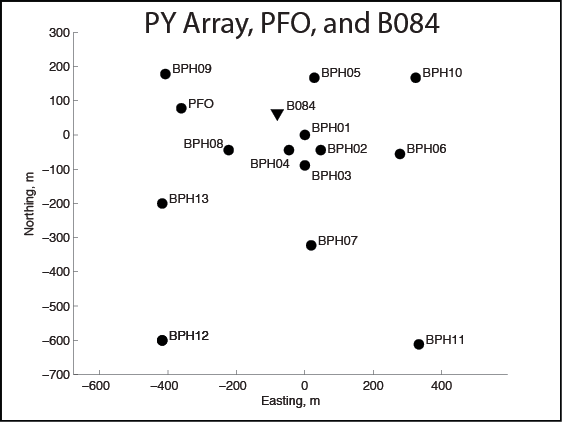 PY Array, PFO, and B084
300
200
100
0
−100
−200
−300
−400
−500
−600
−700
Northing, m
BPH09
BPH05
BPH10
PFO
B084
BPH01
BPH08
BPH02
BPH06
BPH04
BPH03
BPH13
BPH07
BPH12
BPH11
−600
−400
−200
0
200
400
Easting, m